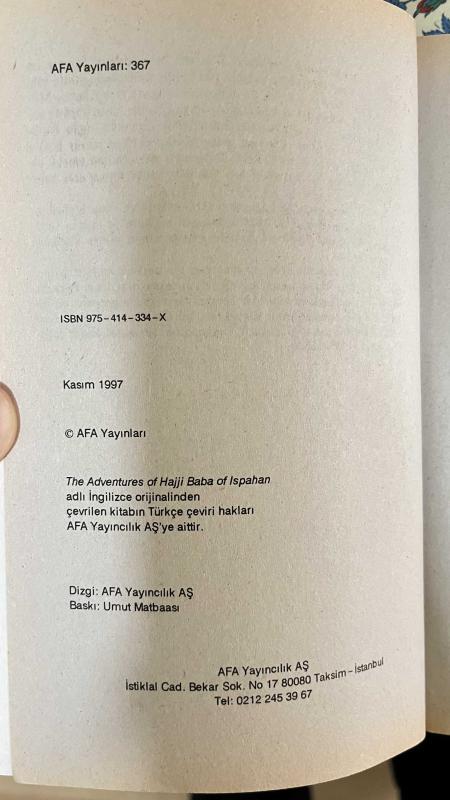 AFA Yayınları: 367
ISBN 975-414-334-X
Kasım 1997
© AFA Yayınları
The Adventures of Hajji Baba of Ispahan
adlı İngilizce orijinalinden
çevrilen kitabın Türkçe çeviri hakları
AFA Yayıncılık AŞ'ye aittir.
Dizgi: AFA Yayıncılık AŞ
Baskı: Umut Matbaası
AFA Yayıncılık AŞ
İstiklal Cad. Bekar Sok. No 17 80080 Taksim-İstanbul
Tel: 0212 245 39 67